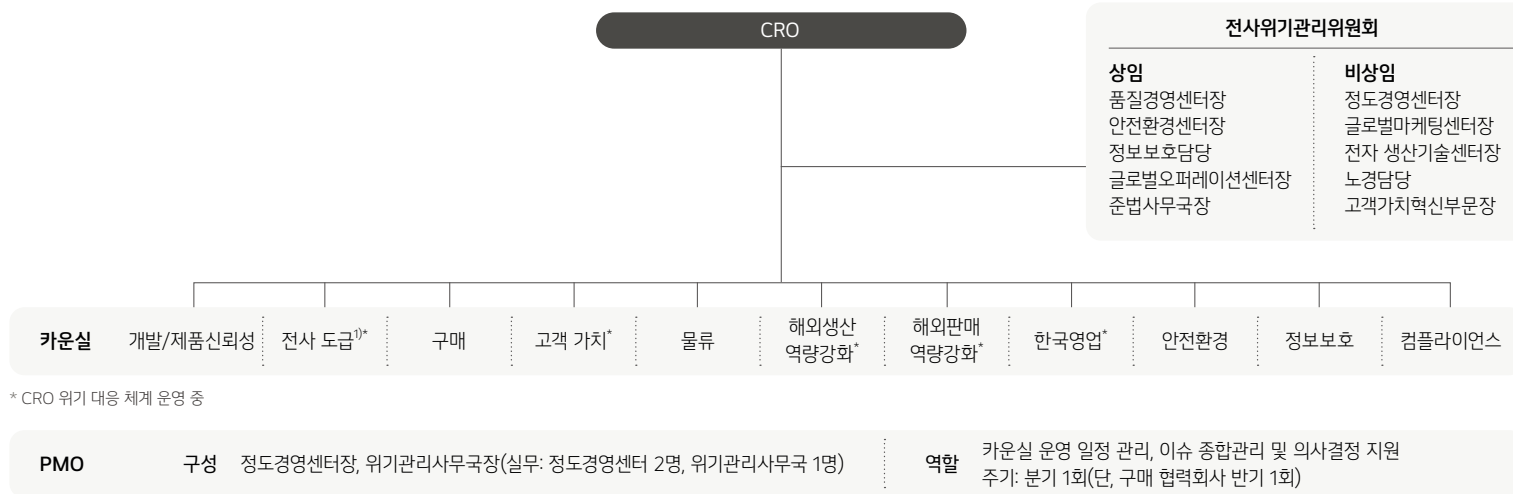 CRO
전사위기관리위원회
상임
품질경영센터장
안전환경센터장
정보보호담당
글로벌오퍼레이션센터장
준법사무국장
비상임
정도경영센터장
글로벌마케팅센터장
전자 생산기술센터장
노경담당
고객가치혁신부문장
카운실
개발/제품신뢰성
전사 도급1)*
구매
고객 가치*
물류
해외생산
역량강화*
해외판매
역량강화*
한국영업*
안전환경
정보보호
컴플라이언스
* CRO 위기 대응 체계 운영 중
PMO
구성
정도경영센터장, 위기관리사무국장(실무: 정도경영센터 2명, 위기관리사무국 1명)
역할
카운실 운영 일정 관리, 이슈 종합관리 및 의사결정 지원
주기: 분기 1회(단, 구매 협력회사 반기 1회)